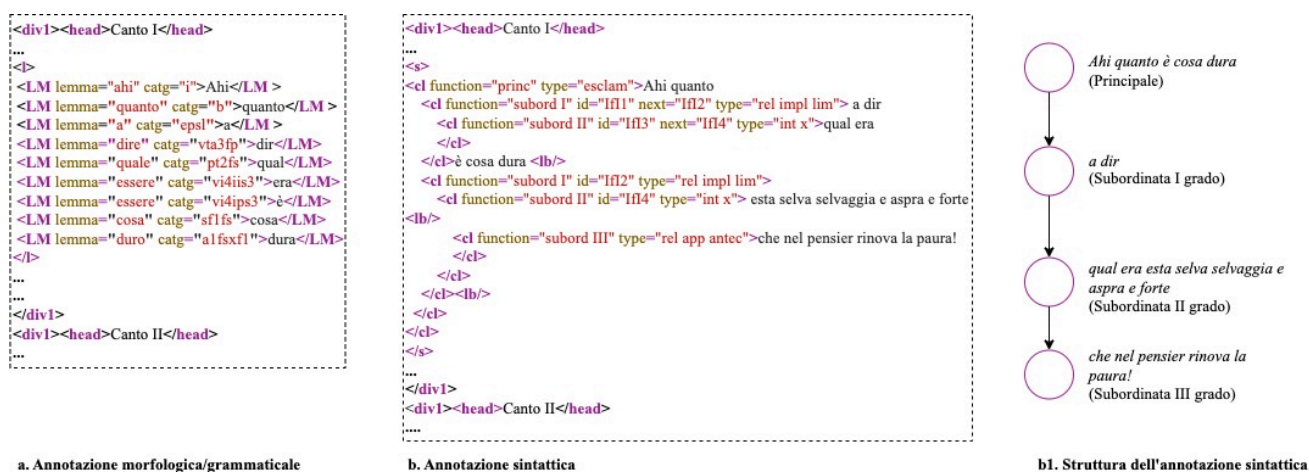 <div1><head>Canto I</head>
...
<l>
<LM lemma="ahi" catg="i">Ahi</LM >
<LM lemma="quanto" catg="b">quanto</LM >
<LM lemma="a" catg="epsl">a</LM >
<LM lemma="dire" catg="vta3fp">dir</LM>
<LM lemma="quale" catg="pt2fs">qual</LM>
<LM lemma="essere" catg="vi4iis3">era</LM>
<LM lemma="essere" catg="vi4ips3">è</LM>
<LM lemma="cosa" catg="sf1fs">cosa</LM>
<LM lemma="duro" catg="a1fsxf1">dura</LM>
</l>
...
...
</div1>
<div1><head>Canto II</head>
...
a. Annotazione morfologica/grammaticale
<div1><head>Canto I</head>
...
<s>
<cl function="princ" type="esclam">Ahi quanto
<cl function="subord I" id="IfI1" next="IfI2" type="rel impl lim"> a dir
<cl function="subord II" id="IfI3" next="IfI4" type="int x">qual era
</cl>
</cl>è cosa dura <lb/>
<cl function="subord I" id="IfI2" type="rel impl lim">
<cl function="subord II" id="IfI4" type="int x"> esta selva selvaggia e aspra e forte
<lb/>
<cl function="subord III" type="rel app antec">che nel pensier rinova la paura!
</cl>
</cl>
</cl><lb/>
</cl>
</cl>
</s>
...
</div1>
<div1><head>Canto II</head>
....
b. Annotazione sintattica
Ahi quanto è cosa dura
(Principale)
a dir
(Subordinata I grado)
qual era esta selva selvaggia e
aspra e forte
(Subordinata II grado)
che nel pensier rinova la
paura!
(Subordinata III grado)
b1. Struttura dell'annotazione sintattica